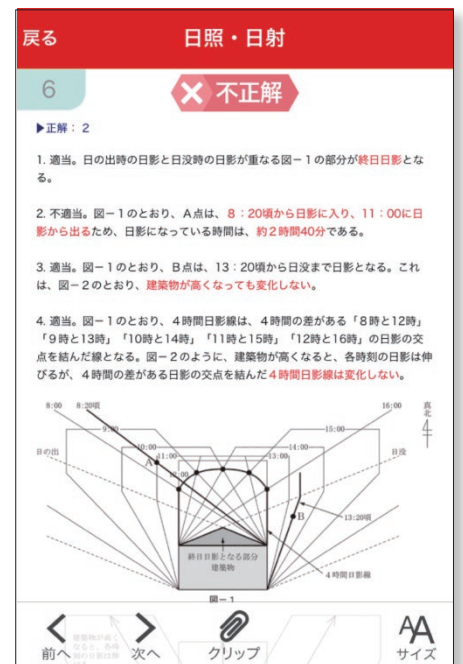 戻る
日照・日射
6
不正解
▶正解： 2
1. 適当。日の出時の日影と日没時の日影が重なる図－1の部分が終日日影とな
る。
2. 不適当。図－1のとおり、A点は、8：20頃から日影に入り、11：00に日
影から出るため、日影になっている時間は、約2時間40分である。
3. 適当。図－1のとおり、B点は、13：20頃から日没まで日影となる。これ
は、図－2のとおり、建築物が高くなっても変化しない。
4. 適当。図－1のとおり、4時間日影線は、4時間の差がある「8時と12時」
「9時と13時」「10時と14時」「11時と15時」「12時と16時」の日影の交
点を結んだ線となる。図－2のように、建築物が高くなると、各時刻の日影は伸
びるが、4時間の差がある日影の交点を結んだ4時間日影線は変化しない。
8:00 8:20頃 16:00 真北
9:00 15:00
日の出 10:00 14:00 日没
A 11:00 13:00
12:00
B 13:20頃
終日日影となる部分
建築物
4時間日影線
図－1
建築物が高く
なると、各時
前へ 次へ クリップ サイズ
AA